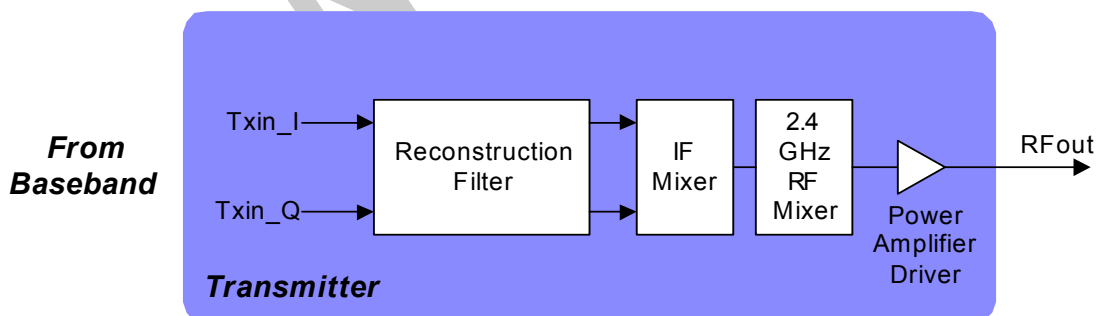 From
Baseband
Txin_I
Txin_Q
Reconstruction
Filter
IF
Mixer
2.4
GHz
RF
Mixer
Power
Amplifier
Driver
RFout
Transmitter